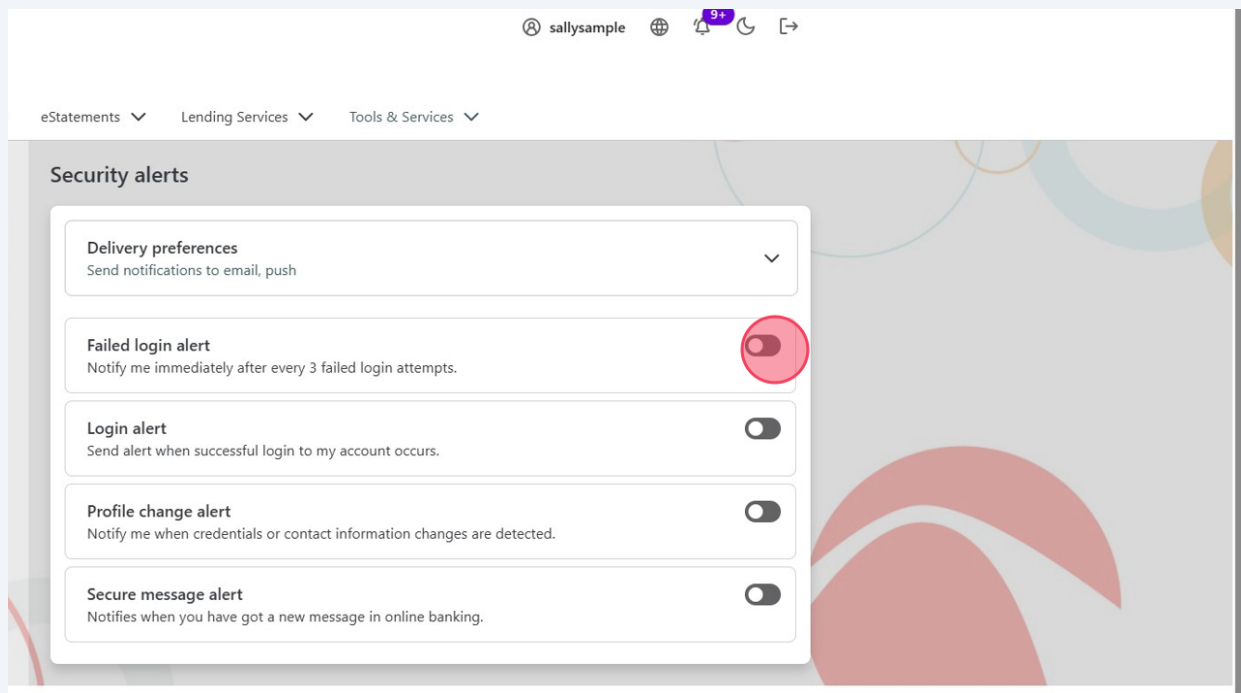 sallysample
9+
eStatements Lending Services Tools & Services
Security alerts
Delivery preferences
Send notifications to email, push
Failed login alert
Notify me immediately after every 3 failed login attempts.
Login alert
Send alert when successful login to my account occurs.
Profile change alert
Notify me when credentials or contact information changes are detected.
Secure message alert
Notifies when you have got a new message in online banking.